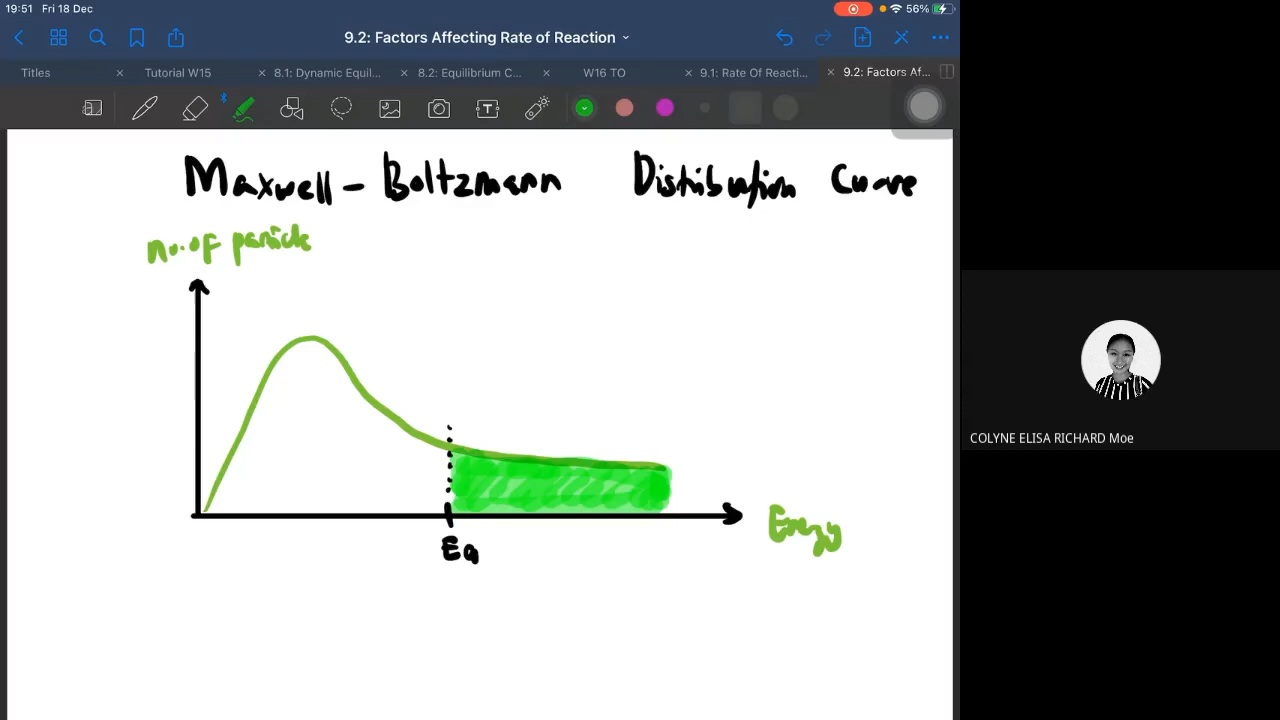 19:51 Fri 18 Dec
56%
9.2: Factors Affecting Rate of Reaction
Titles
Tutorial W15
8.1: Dynamic Equil...
8.2: Equilibrium C...
W16 TO
9.1: Rate Of Reacti...
9.2: Factors Af...
T
Maxwell - Boltzmann Distribution Curve
no. of particle
Ea
Energy
COLYNE ELISA RICHARD Moe